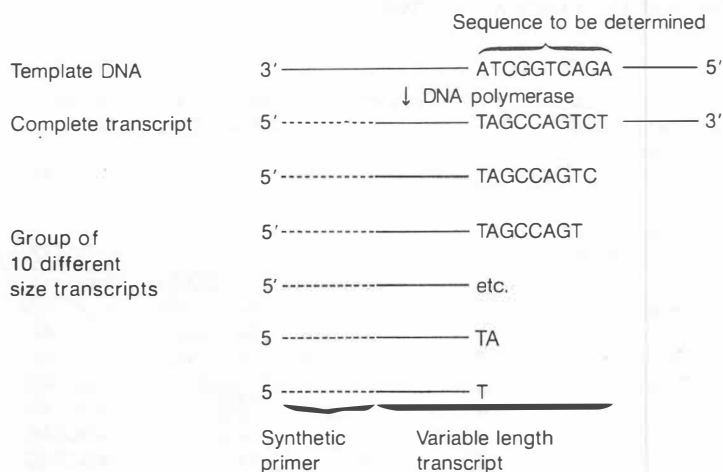 Sequence to be determined
Template DNA 3′ ATCGGTCAGA 5′
↓ DNA polymerase
Complete transcript 5′ TAGCCAGTCT 3′
5′ TAGCCAGTC
5′ TAGCCAGT
Group of
10 different
size transcripts
5′ etc.
5 TA
5 T
Synthetic
primer
Variable length
transcript